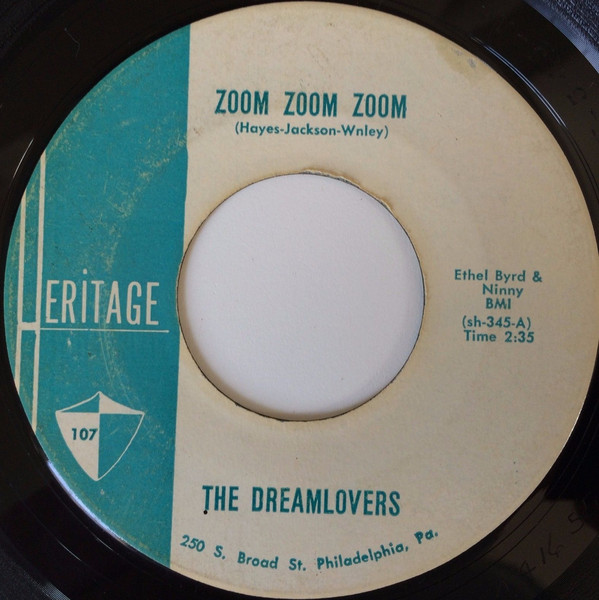 ZOOM ZOOM ZOOM
(Hayes-Jackson-Wnley)
HERiTAGE
Ethel Byrd &
Ninny
BMI
(sh-345-A)
Time 2:35
107
THE DREAMLOVERS
250 S. Broad St. Philadelphia, Pa.